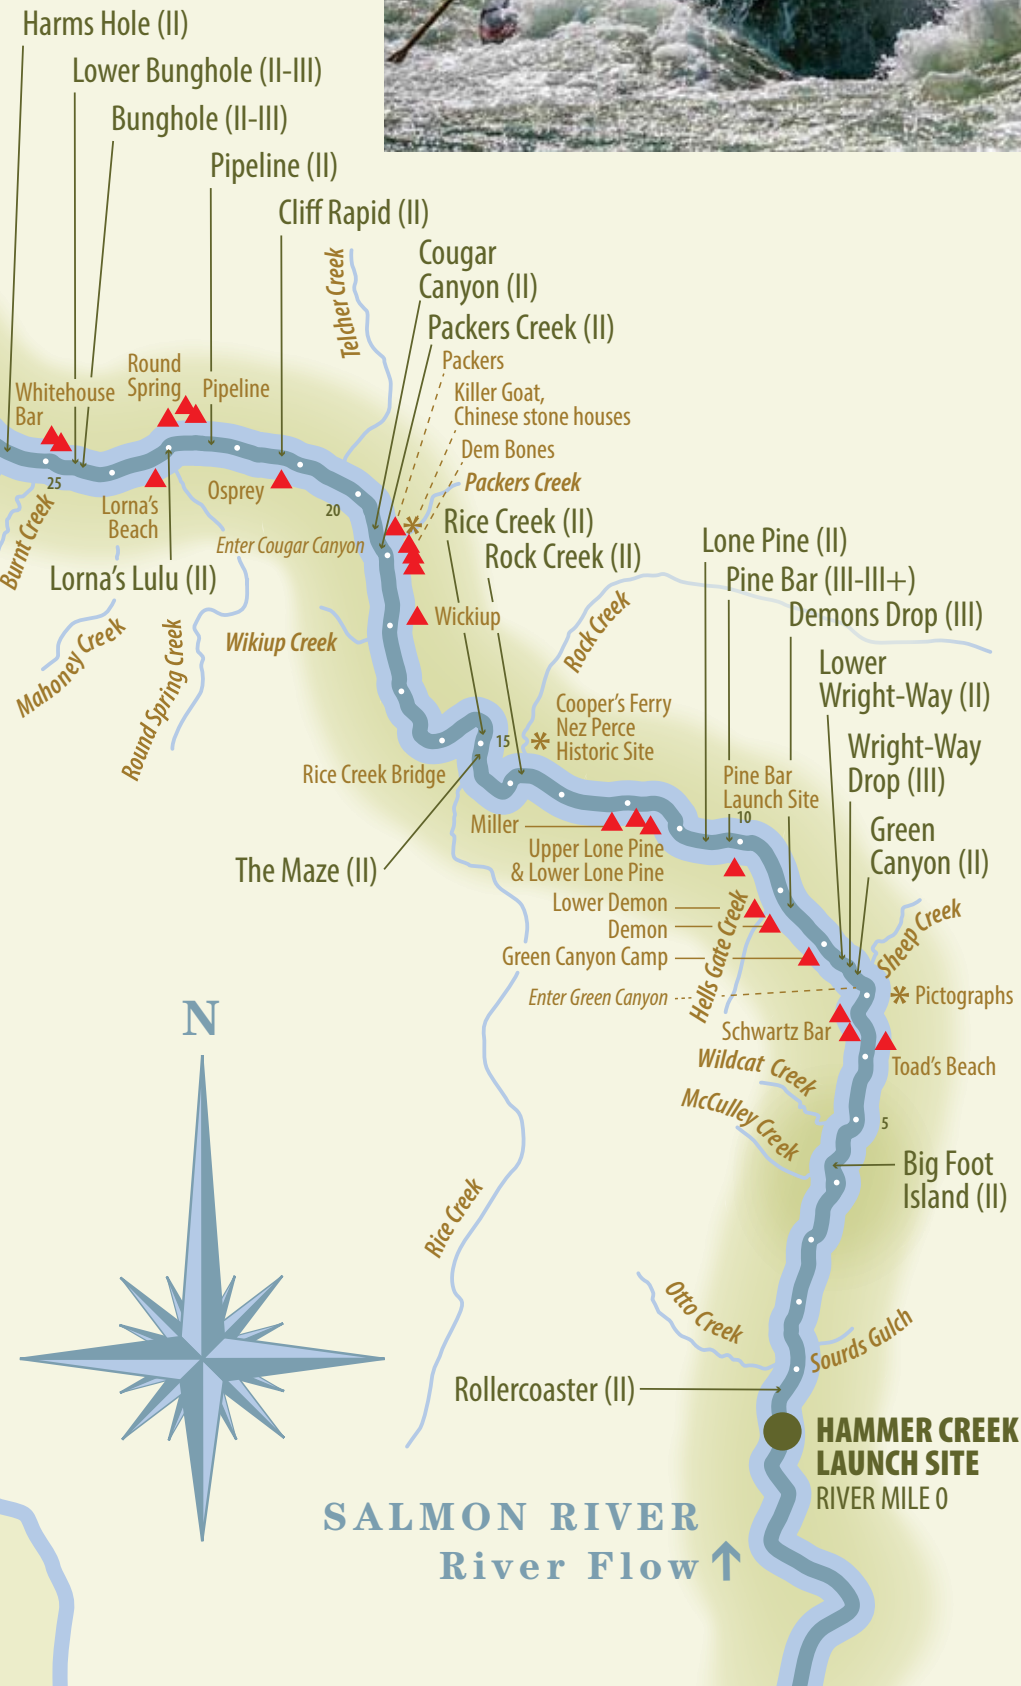 Harms Hole (II)
Lower Bunghole (II-III)
Bunghole (II-III)
Pipeline (II)
Cliff Rapid (II)
Telcher Creek
Cougar
Canyon (II)
Packers Creek (II)
Packers
Killer Goat,
Chinese stone houses
Dem Bones
Packers Creek
Round
Spring
Pipeline
Whitehouse
Bar
25
Burnt Creek
Lorna's
Beach
Osprey
20
Enter Cougar Canyon
Lorna's Lulu (II)
Mahoney Creek
Round Spring Creek
Wikiup Creek
Wickiup
Rice Creek (II)
Rock Creek (II)
Rock Creek
Lone Pine (II)
Pine Bar (III-III+)
Demons Drop (III)
Lower
Wright-Way (II)
Wright-Way
Drop (III)
Green
Canyon (II)
Cooper's Ferry
Nez Perce
Historic Site
15
Rice Creek Bridge
The Maze (II)
Pine Bar
Launch Site
10
Miller
Upper Lone Pine
& Lower Lone Pine
Lower Demon
Demon
Green Canyon Camp
Enter Green Canyon
Hells Gate Creek
Sheep Creek
Pictographs
Schwartz Bar
Toad's Beach
Wildcat Creek
McCulley Creek
5
Big Foot
Island (II)
N
Rice Creek
Otto Creek
Sourds Gulch
Rollercoaster (II)
HAMMER CREEK
LAUNCH SITE
RIVER MILE 0
SALMON RIVER
River Flow